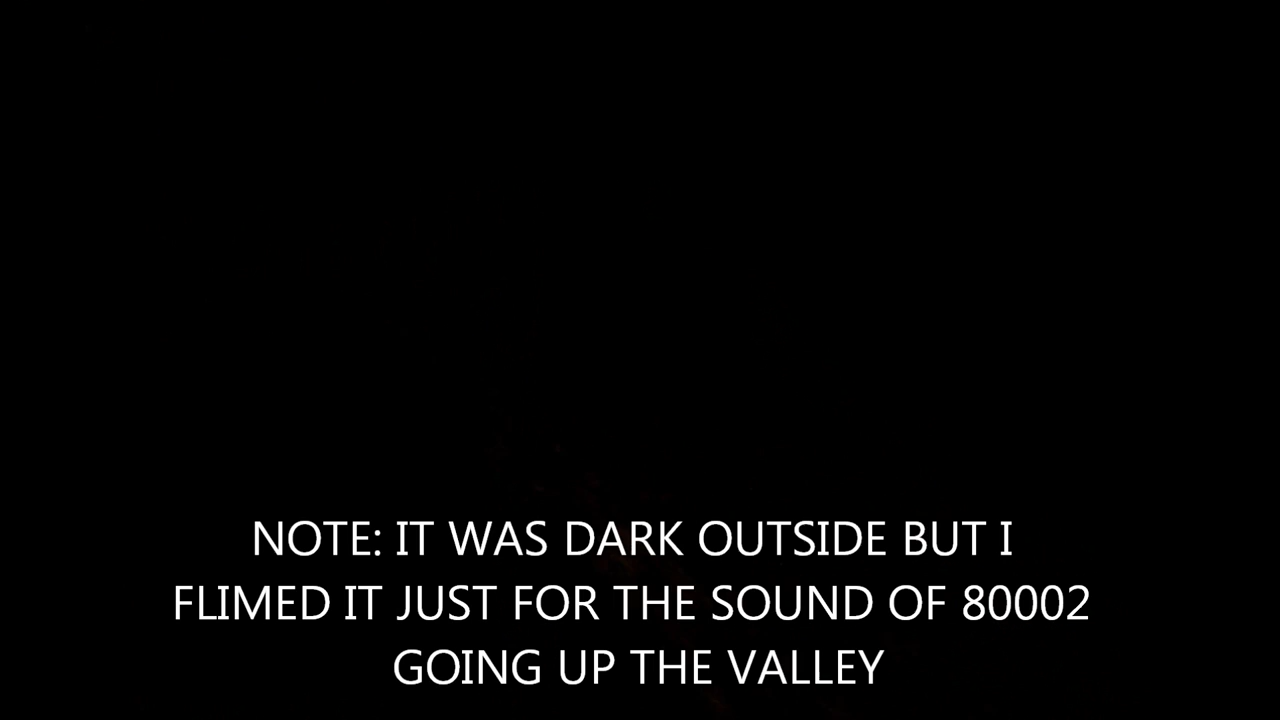 NOTE: IT WAS DARK OUTSIDE BUT I
FLIMED IT JUST FOR THE SOUND OF 80002
GOING UP THE VALLEY